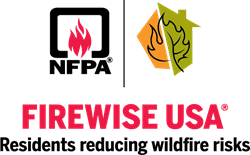 NFPA®
FIREWISE USA®
Residents reducing wildfire risks